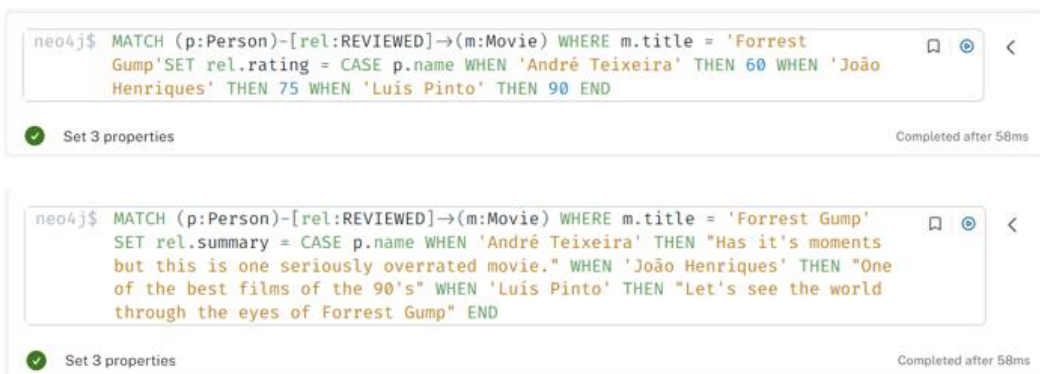 neo4j$ MATCH (p:Person)-[rel:REVIEWED]→(m:Movie) WHERE m.title = 'Forrest
Gump'SET rel.rating = CASE p.name WHEN 'André Teixeira' THEN 60 WHEN 'João
Henriques' THEN 75 WHEN 'Luís Pinto' THEN 90 END
Set 3 properties Completed after 58ms
neo4j$ MATCH (p:Person)-[rel:REVIEWED]→(m:Movie) WHERE m.title = 'Forrest Gump'
SET rel.summary = CASE p.name WHEN 'André Teixeira' THEN "Has it's moments
but this is one seriously overrated movie." WHEN 'João Henriques' THEN "One
of the best films of the 90's" WHEN 'Luís Pinto' THEN "Let's see the world
through the eyes of Forrest Gump" END
Set 3 properties Completed after 58ms